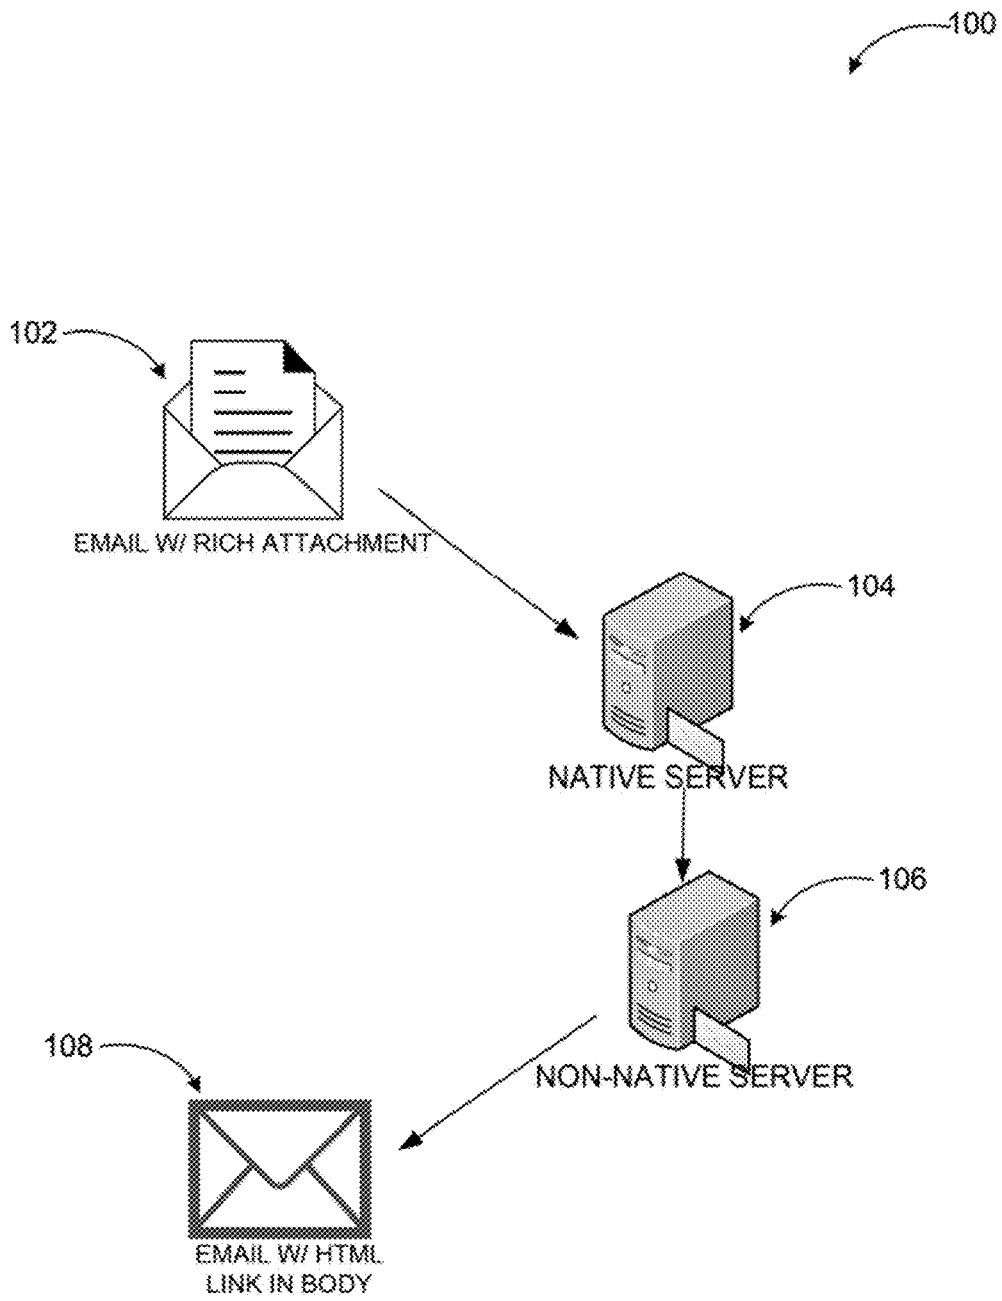 100
102
EMAIL W/ RICH ATTACHMENT
104
NATIVE SERVER
106
NON-NATIVE SERVER
108
EMAIL W/ HTML
LINK IN BODY